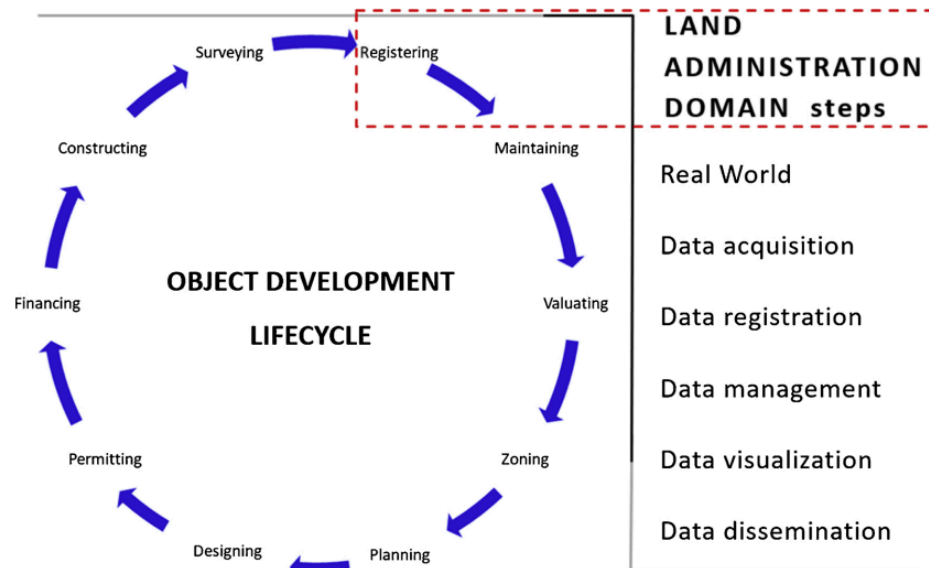 Surveying
Registering
Maintaining
Valuating
Zoning
Planning
Designing
Permitting
Financing
Constructing
OBJECT DEVELOPMENT
LIFECYCLE
LAND
ADMINISTRATION
DOMAIN steps
Real World
Data acquisition
Data registration
Data management
Data visualization
Data dissemination